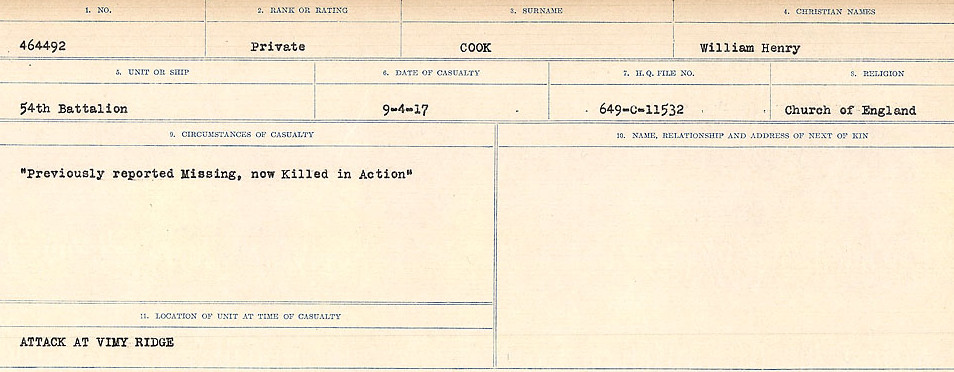 1. NO. 2. RANK OR RATING 3. SURNAME 4. CHRISTIAN NAMES
464492 Private COOK William Henry
5. UNIT OR SHIP 6. DATE OF CASUALTY 7. H.Q. FILE NO. 8. RELIGION
54th Battalion 9-4-17 649-C-11532 Church of England
9. CIRCUMSTANCES OF CASUALTY 10. NAME, RELATIONSHIP AND ADDRESS OF NEXT OF KIN
"Previously reported Missing, now Killed in Action"
11. LOCATION OF UNIT AT TIME OF CASUALTY
ATTACK AT VIMY RIDGE